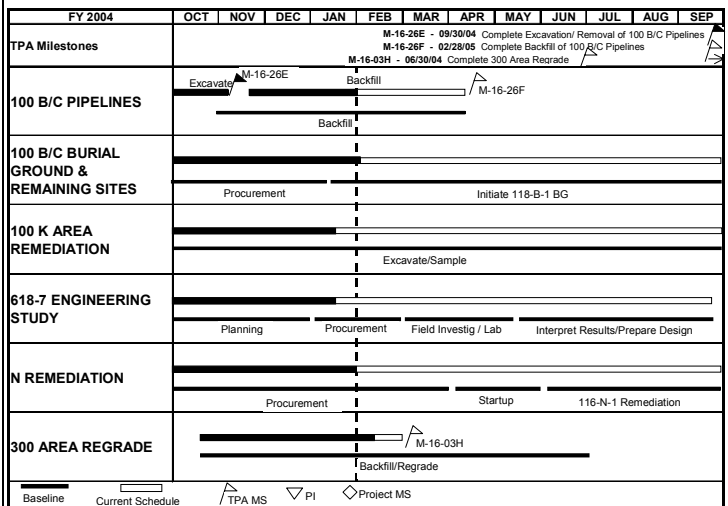 FY 2004 OCT NOV DEC JAN FEB MAR APR MAY JUN JUL AUG SEP
TPA Milestones
M-16-26E - 09/30/04 Complete Excavation/ Removal of 100 B/C Pipelines
M-16-26F - 02/28/05 Complete Backfill of 100 B/C Pipelines
M-16-03H - 06/30/04 Complete 300 Area Regrade
100 B/C PIPELINES
Excavate
M-16-26E
Backfill
M-16-26F
Backfill
100 B/C BURIAL
GROUND &
REMAINING SITES
Procurement
Initiate 118-B-1 BG
100 K AREA
REMEDIATION
Excavate/Sample
618-7 ENGINEERING
STUDY
Planning
Procurement
Field Investig / Lab
Interpret Results/Prepare Design
N REMEDIATION
Procurement
Startup
116-N-1 Remediation
300 AREA REGRADE
M-16-03H
Backfill/Regrade
Baseline
Current Schedule
TPA MS
PI
Project MS